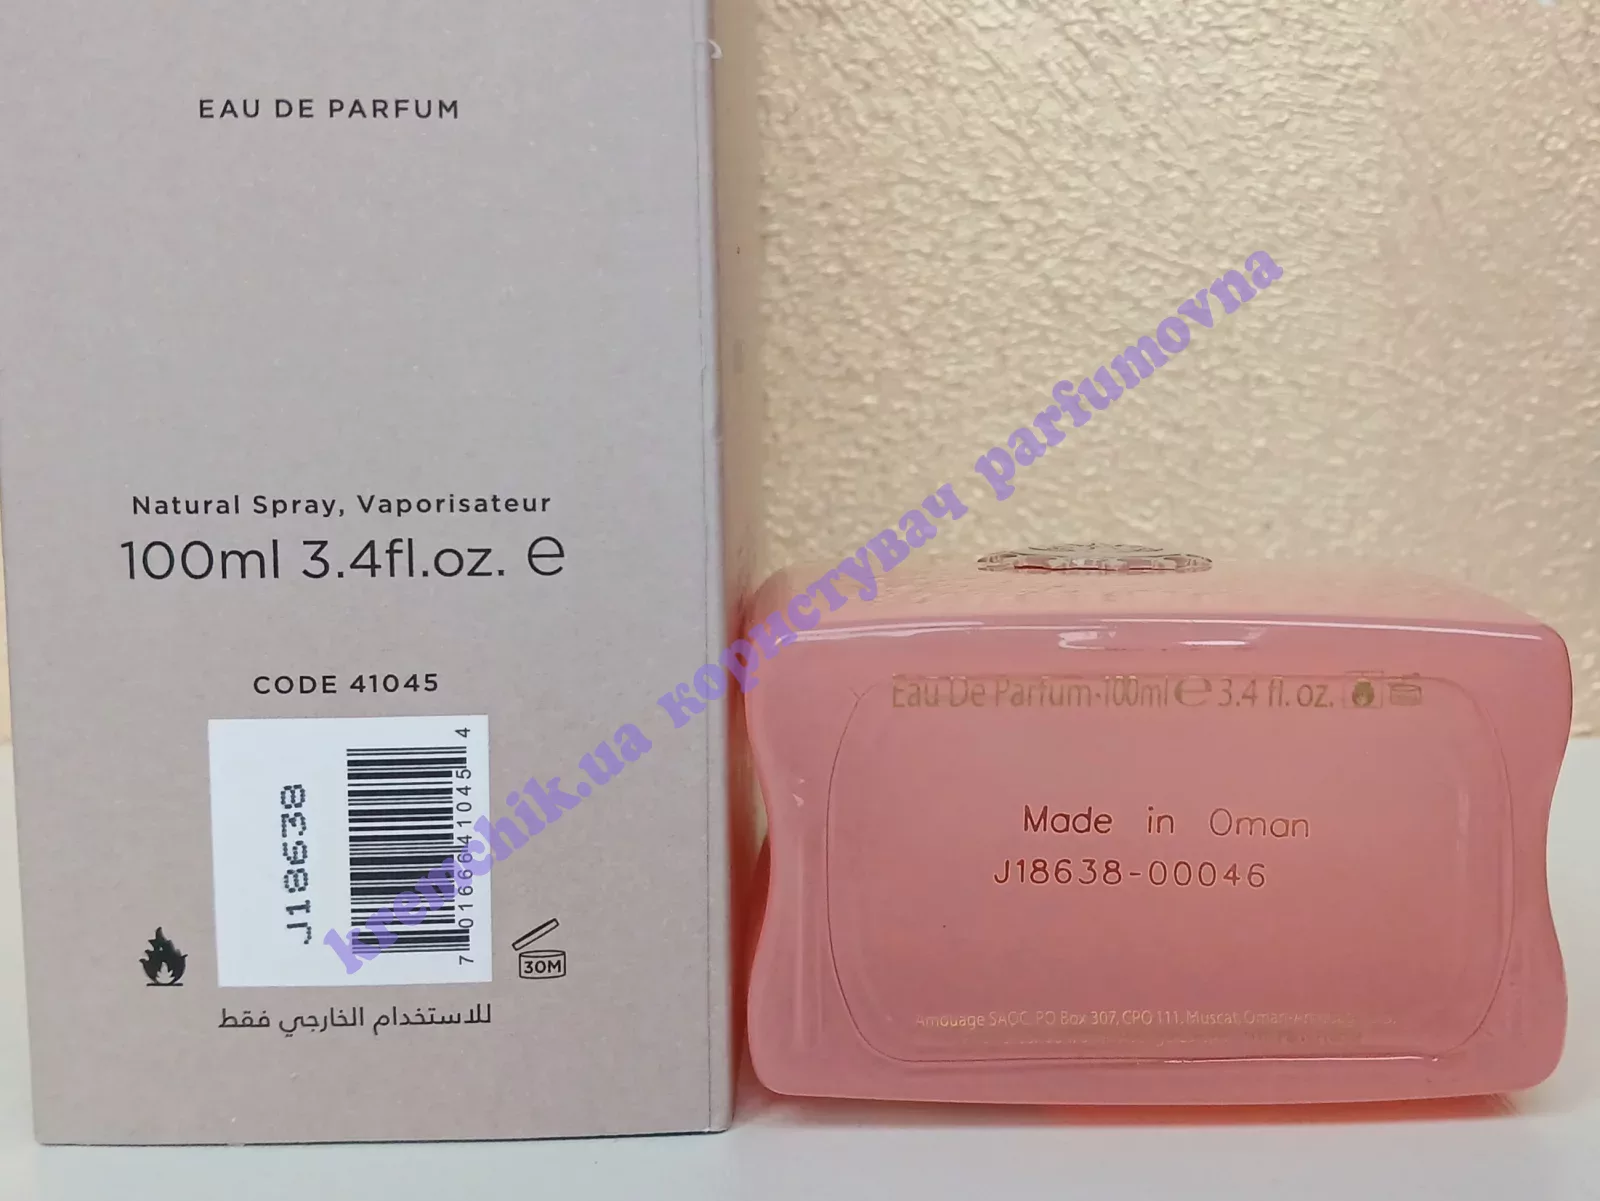 EAU DE PARFUM
Natural Spray, Vaporisateur
100ml 3.4fl.oz. ℮
CODE 41045
J18638
7 01666 41045 4
30M
للاستخدام الخارجي فقط
kremchik.ua користувач parfumovna
Eau De Parfum·100ml ℮ 3.4 fl. oz.
Made in Oman
J18638-00046
Amouage SAOC, PO Box 307, CPO 111, Muscat, Oman